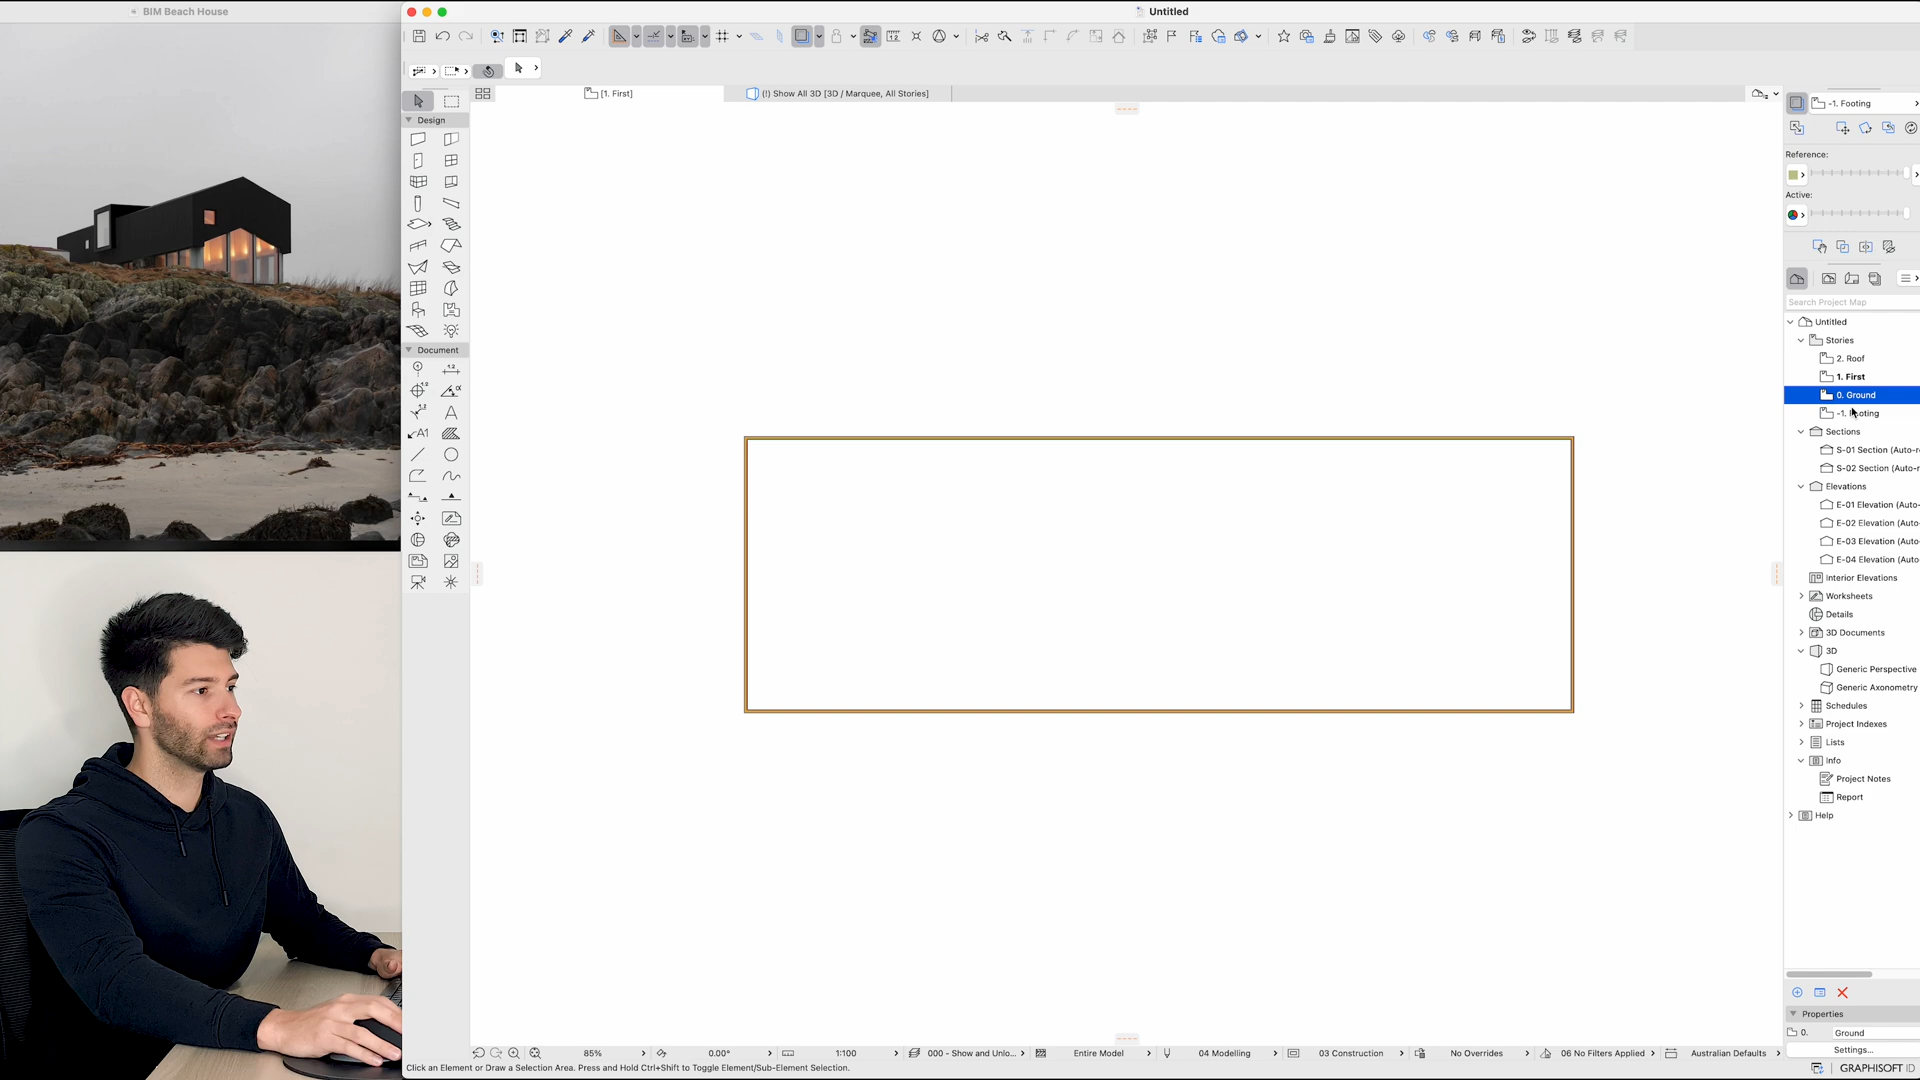 BIM Beach House
Untitled
[1. First]
(!) Show All 3D [3D / Marquee, All Stories]
Design
Document
A1
-1. Footing
Reference:
Active:
Search Project Map
Untitled
Stories
2. Roof
1. First
0. Ground
-1. Footing
Sections
S-01 Section (Auto-r
S-02 Section (Auto-r
Elevations
E-01 Elevation (Auto-
E-02 Elevation (Auto
E-03 Elevation (Auto
E-04 Elevation (Auto
Interior Elevations
Worksheets
Details
3D Documents
3D
Generic Perspective
Generic Axonometry
Schedules
Project Indexes
Lists
Info
Project Notes
Report
Help
Properties
0. Ground
Settings...
85% 0.00° 1:100 000 - Show and Unlo... Entire Model 04 Modelling 03 Construction No Overrides 06 No Filters Applied Australian Defaults
Click an Element or Draw a Selection Area. Press and Hold Ctrl+Shift to Toggle Element/Sub-Element Selection.
GRAPHISOFT ID